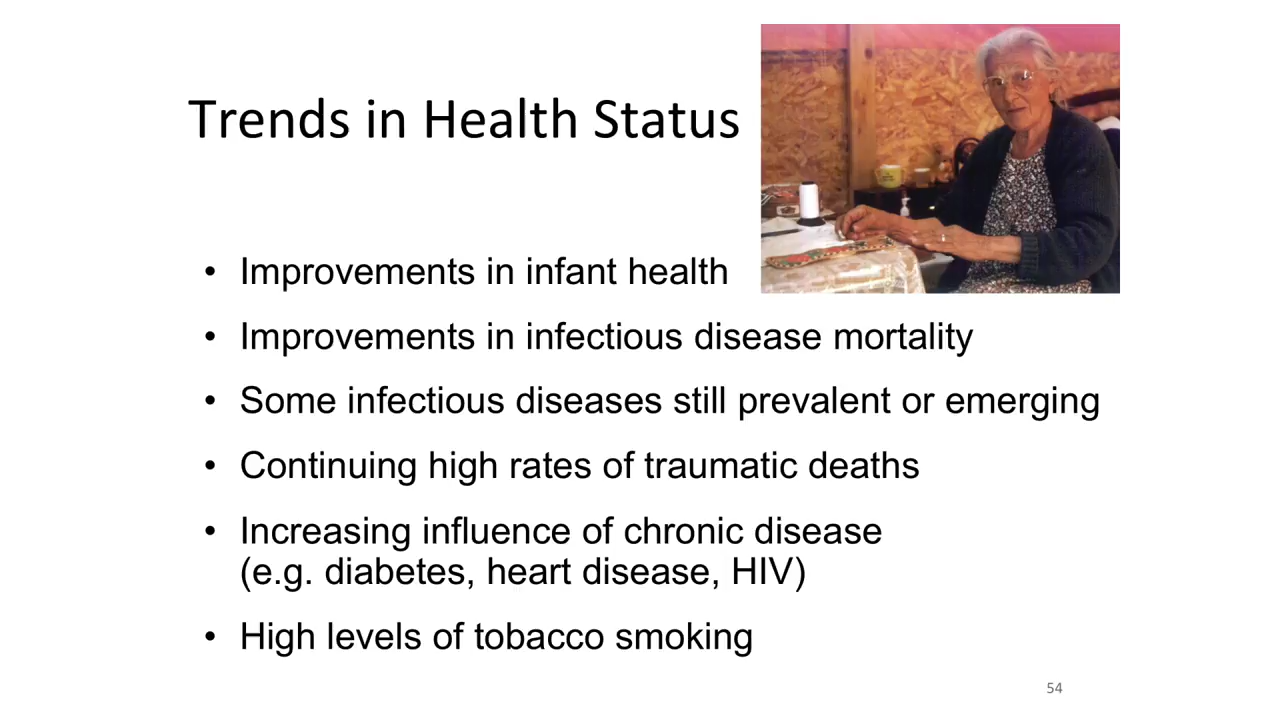 Trends in Health Status
• Improvements in infant health
• Improvements in infectious disease mortality
• Some infectious diseases still prevalent or emerging
• Continuing high rates of traumatic deaths
• Increasing influence of chronic disease
(e.g. diabetes, heart disease, HIV)
• High levels of tobacco smoking
54